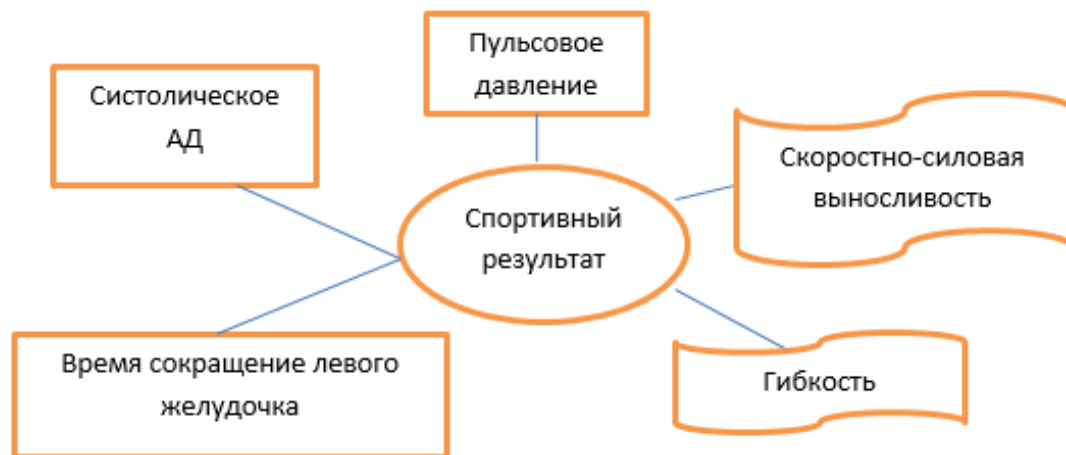 Пульсовое
давление
Систолическое
АД
Скоростно-силовая
выносливость
Спортивный
результат
Время сокращение левого
желудочка
Гибкость